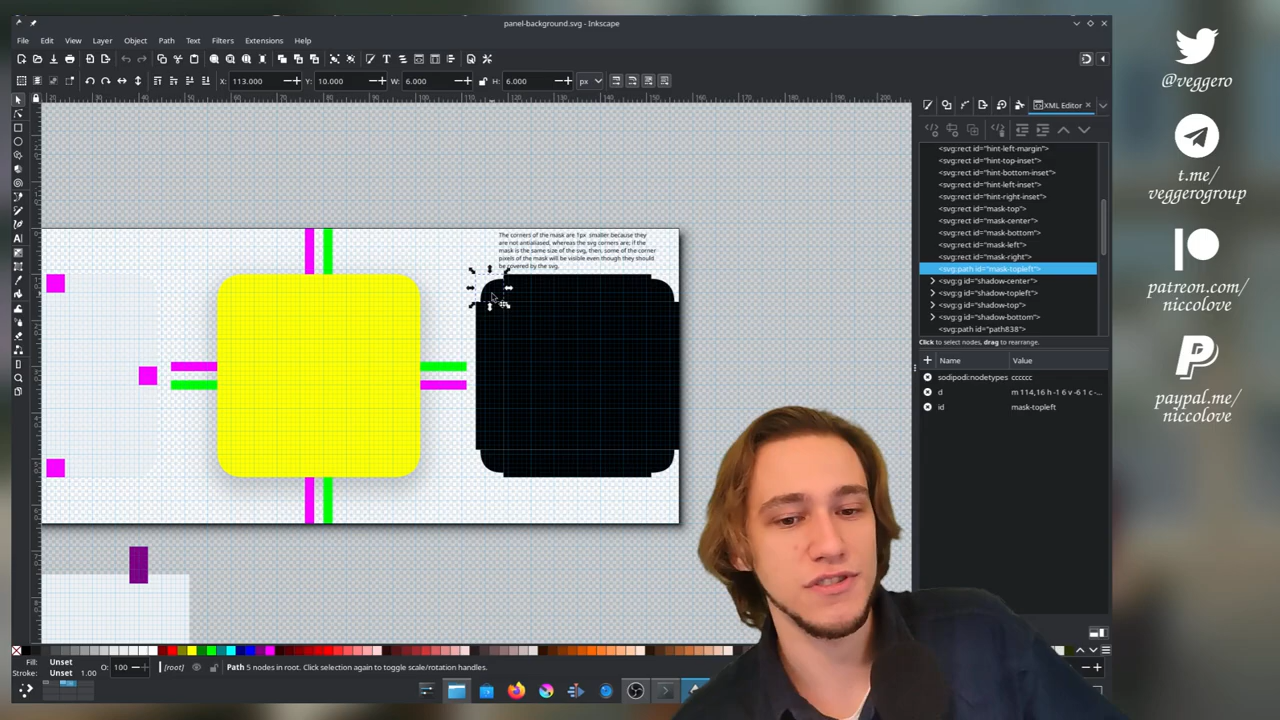 panel-background.svg - Inkscape
File Edit View Layer Object Path Text Filters Extensions Help
X: 113.000 Y: 10.000 W: 6.000 H: 6.000 px
XML Editor
<svg:rect id="hint-left-margin">
<svg:rect id="hint-top-inset">
<svg:rect id="hint-bottom-inset">
<svg:rect id="hint-left-inset">
<svg:rect id="hint-right-inset">
<svg:rect id="mask-top">
<svg:rect id="mask-center">
<svg:rect id="mask-bottom">
<svg:rect id="mask-left">
<svg:rect id="mask-right">
<svg:path id="mask-topleft">
<svg:g id="shadow-center">
<svg:g id="shadow-topleft">
<svg:g id="shadow-top">
<svg:g id="shadow-bottom">
<svg:path id="path838">
Click to select nodes, drag to rearrange.
Name Value
sodipodi:nodetypes cccccc
d m 114,16 h -1 6 v -6 1 c -...
id mask-topleft
The corners of the mask are 1px smaller because they
are not antialiased, whereas the svg corners are; if the
mask is the same size of the svg, then, some of the corner
pixels of the mask will be visible even though they should
be covered by the svg.
@veggero
t.me/
veggerogroup
patreon.com/
niccolove
paypal.me/
niccolove
Fill: Unset
Stroke: Unset 1.00
O: 100
[root]
Path 5 nodes in root. Click selection again to toggle scale/rotation handles.